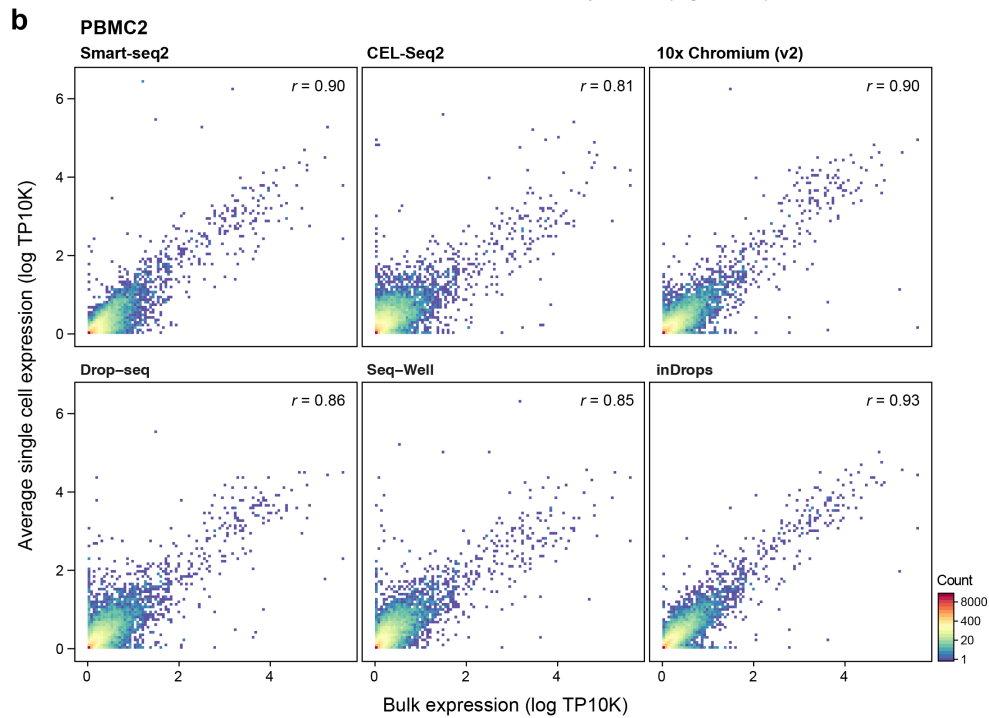 b
PBMC2
Smart-seq2
CEL-Seq2
10x Chromium (v2)
r = 0.90
r = 0.81
r = 0.90
6
4
2
0
Drop–seq
Seq–Well
inDrops
r = 0.86
r = 0.85
r = 0.93
6
4
2
0
Average single cell expression (log TP10K)
Count
8000
400
20
1
0 2 4
0 2 4
0 2 4
Bulk expression (log TP10K)